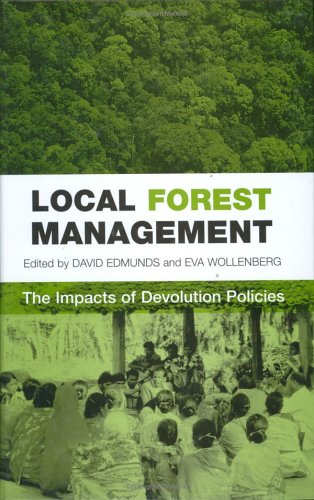 LOCAL FOREST
MANAGEMENT
Edited by DAVID EDMUNDS and EVA WOLLENBERG
The Impacts of Devolution Policies